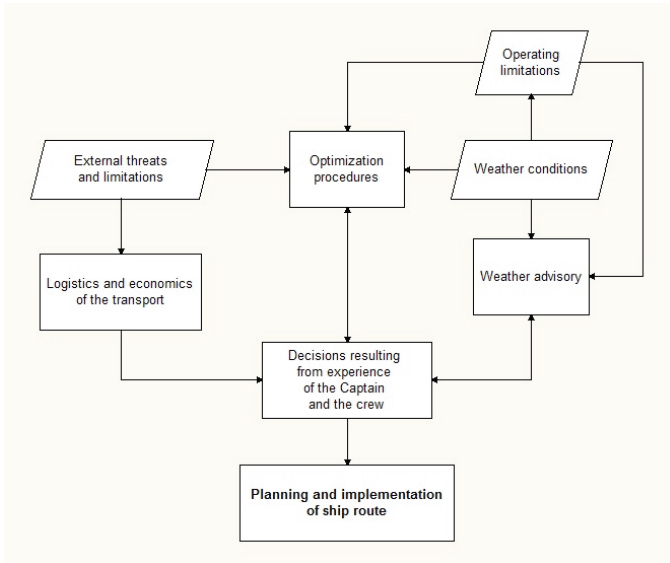 Operating
limitations
External threats
and limitations
Optimization
procedures
Weather conditions
Logistics and economics
of the transport
Weather advisory
Decisions resulting
from experience
of the Captain
and the crew
Planning and implementation
of ship route